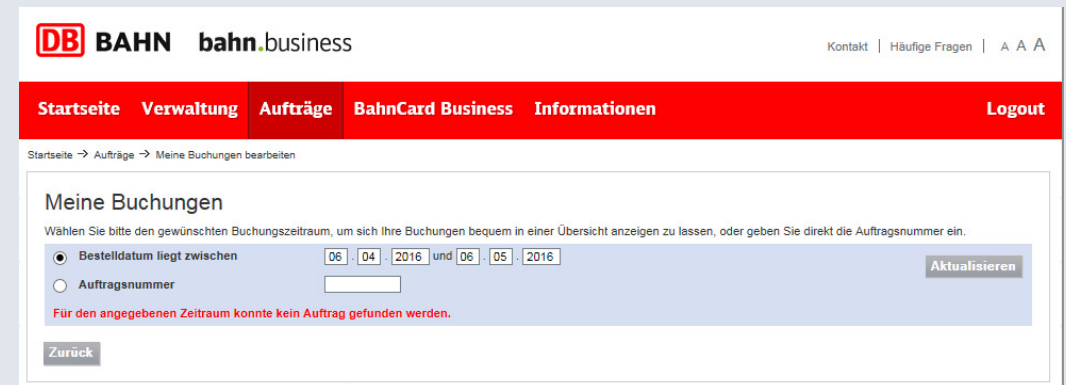 DB BAHN bahn.business
Kontakt | Häufige Fragen | A A A
Startseite Verwaltung Aufträge BahnCard Business Informationen Logout
Startseite → Aufträge → Meine Buchungen bearbeiten
Meine Buchungen
Wählen Sie bitte den gewünschten Buchungszeitraum, um sich Ihre Buchungen bequem in einer Übersicht anzeigen zu lassen, oder geben Sie direkt die Auftragsnummer ein.
Bestelldatum liegt zwischen 06 . 04 . 2016 und 06 . 05 . 2016
Aktualisieren
Auftragsnummer
Für den angegebenen Zeitraum konnte kein Auftrag gefunden werden.
Zurück